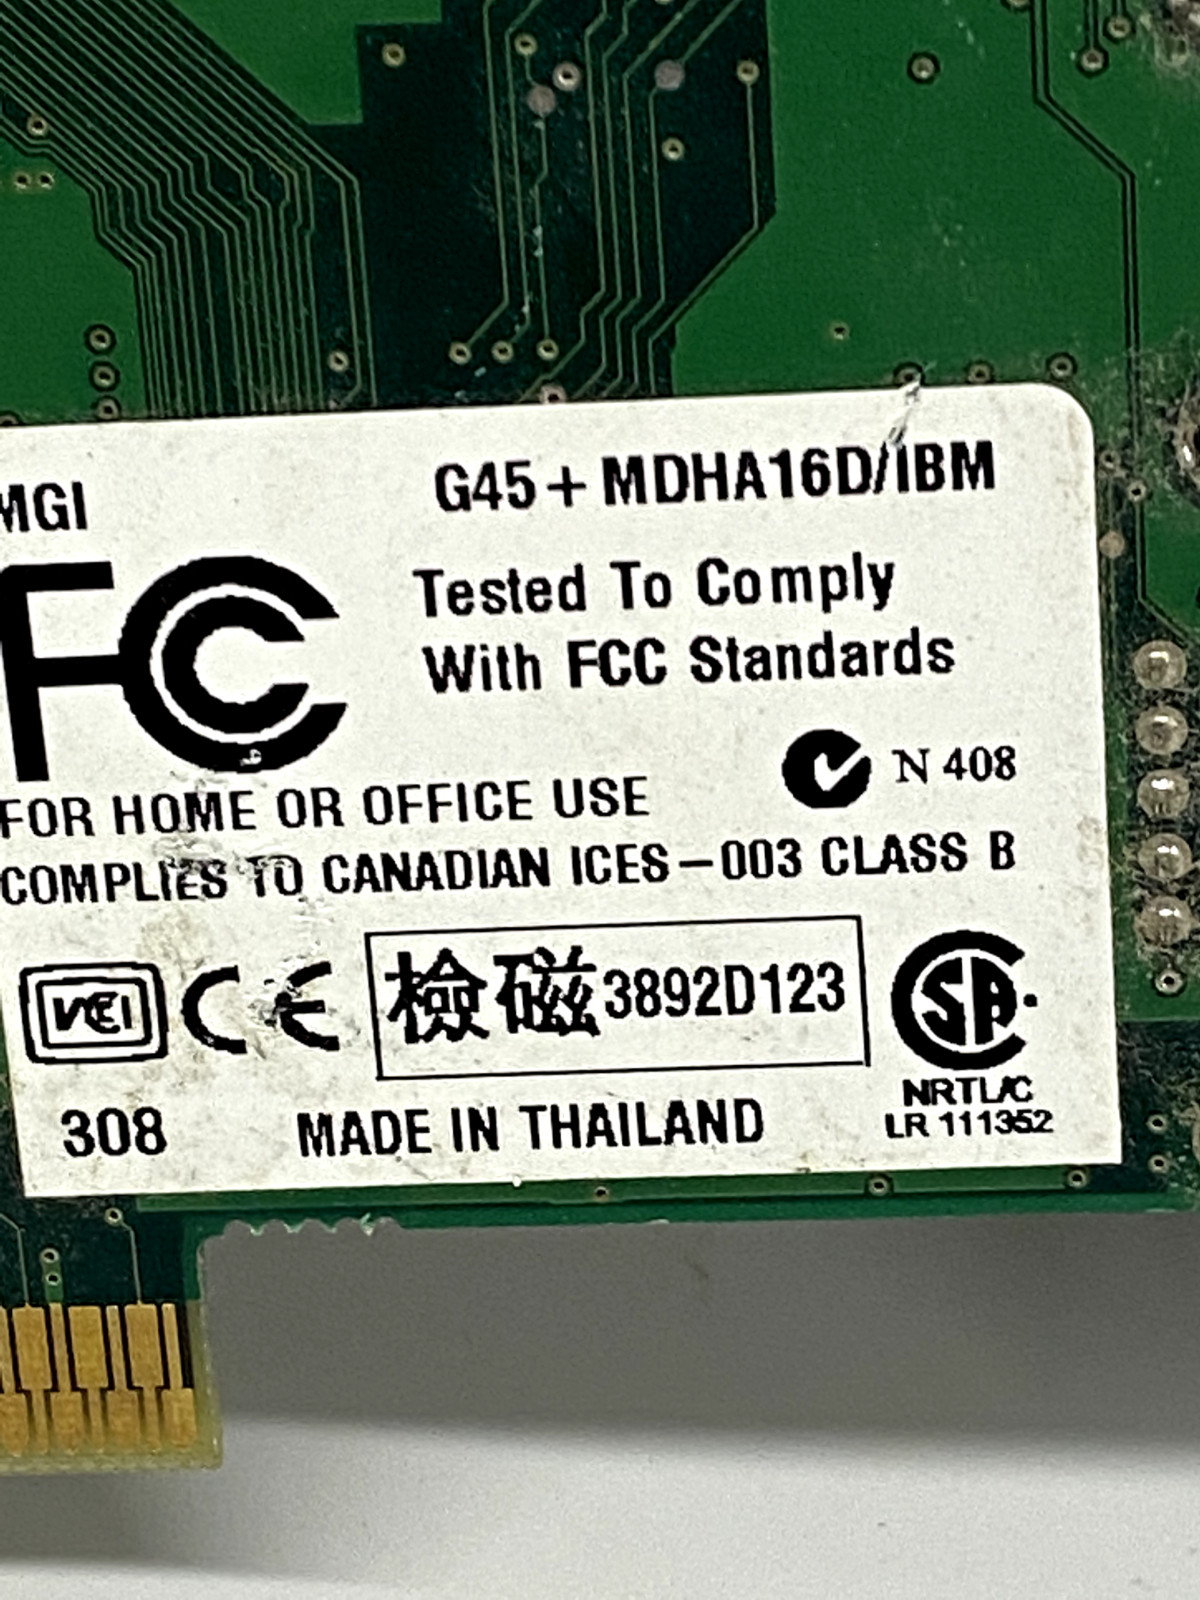 MGI G45+MDHA16D/IBM
FC
Tested To Comply
With FCC Standards
N 408
FOR HOME OR OFFICE USE
COMPLIES TO CANADIAN ICES-003 CLASS B
VCEI CE 檢磁3892D123 SA
NRTL/C
LR 111352
308 MADE IN THAILAND